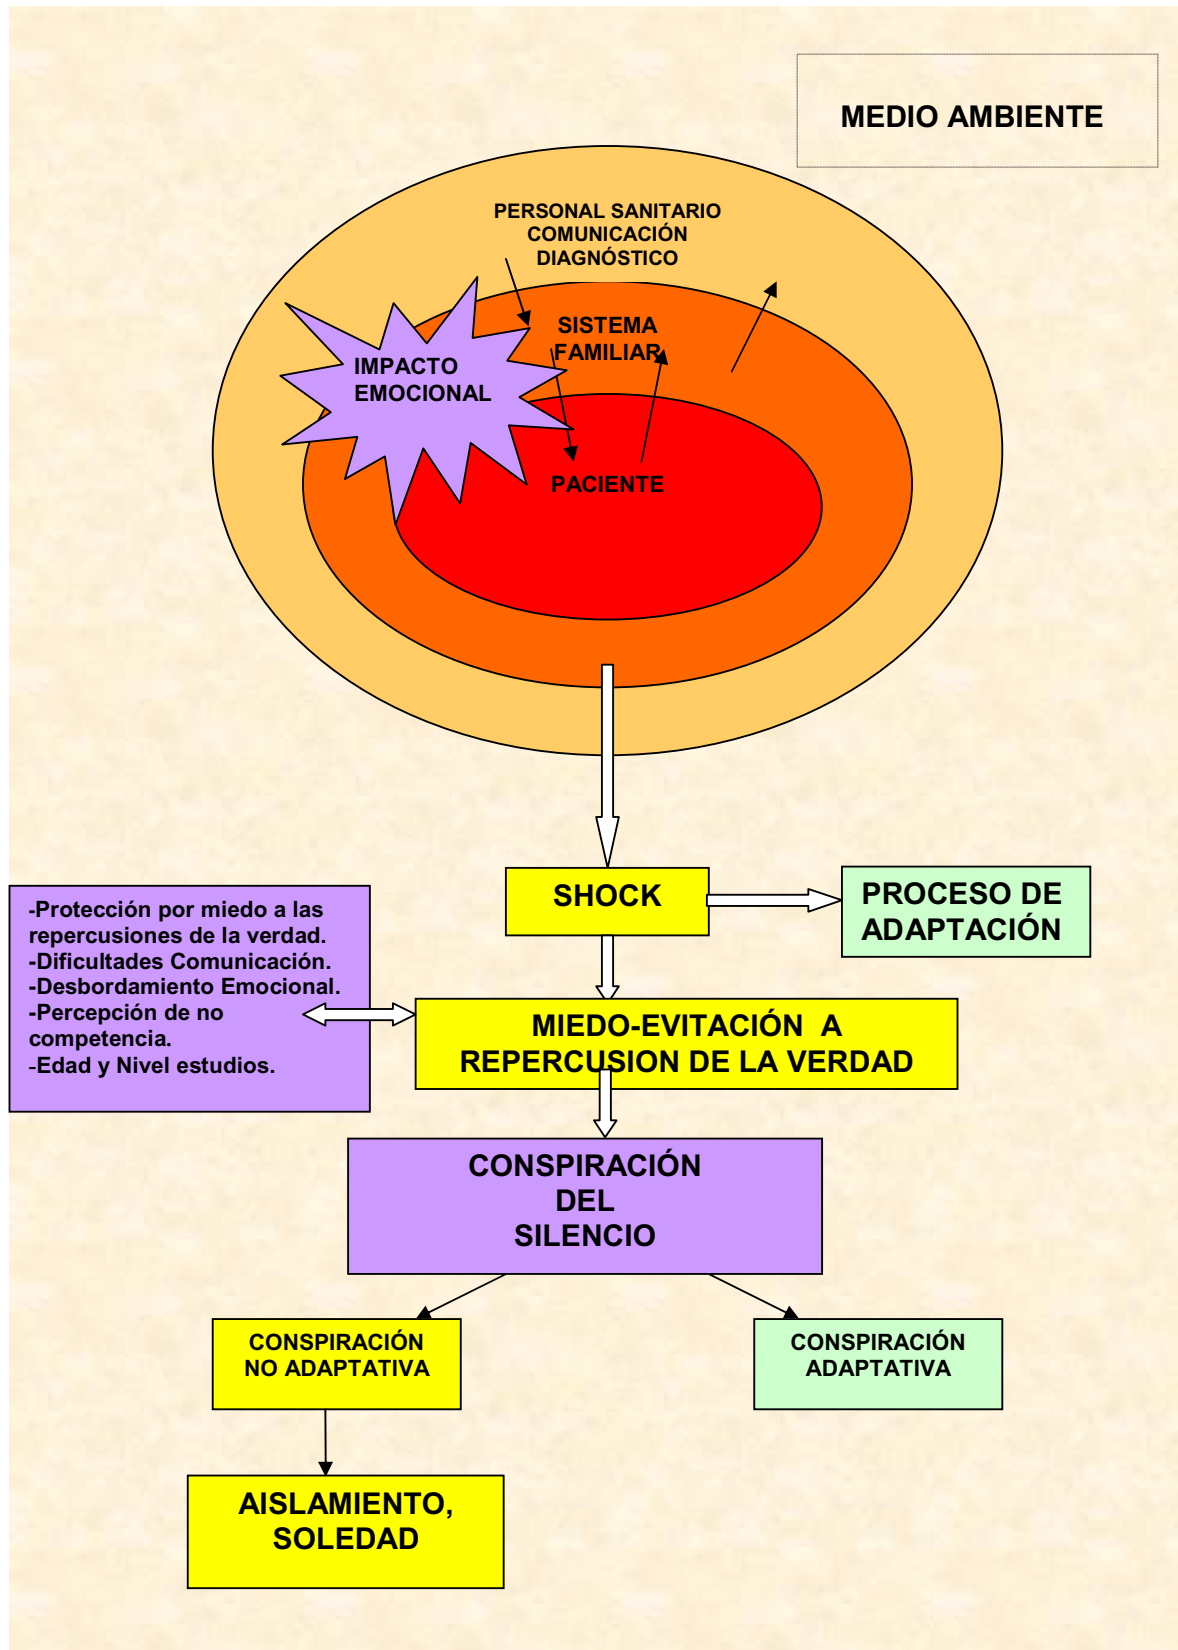 MEDIO AMBIENTE
PERSONAL SANITARIO
COMUNICACIÓN
DIAGNÓSTICO
SISTEMA
FAMILIAR
IMPACTO
EMOCIONAL
PACIENTE
SHOCK
PROCESO DE
ADAPTACIÓN
-Protección por miedo a las
repercusiones de la verdad.
-Dificultades Comunicación.
-Desbordamiento Emocional.
-Percepción de no
competencia.
-Edad y Nivel estudios.
MIEDO-EVITACIÓN A
REPERCUSION DE LA VERDAD
CONSPIRACIÓN
DEL
SILENCIO
CONSPIRACIÓN
NO ADAPTATIVA
CONSPIRACIÓN
ADAPTATIVA
AISLAMIENTO,
SOLEDAD